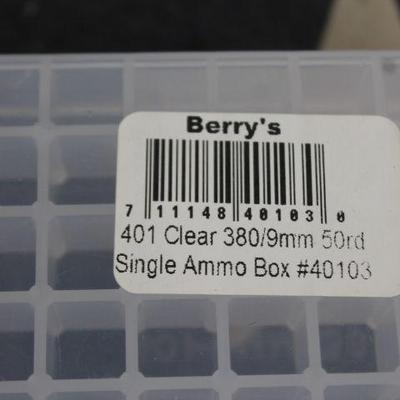 Berry's
7 11148 40103 0
401 Clear 380/9mm 50rd
Single Ammo Box #40103